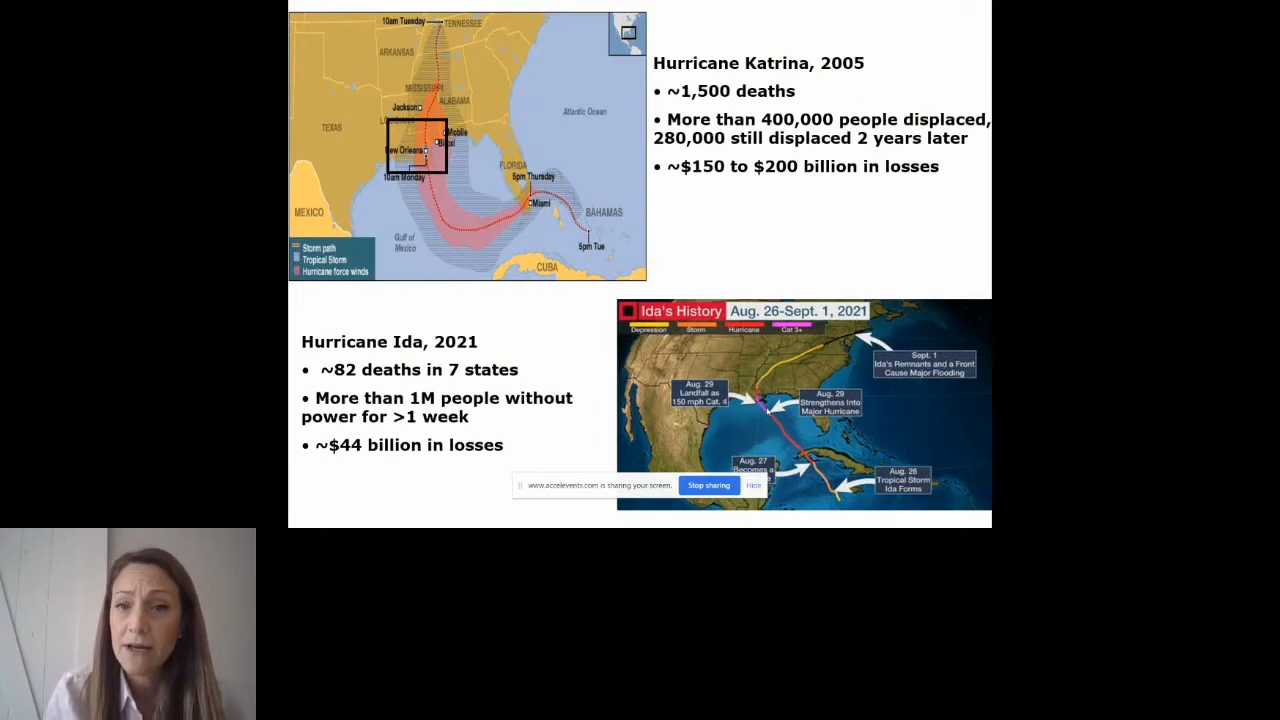 10am Tuesday
TENNESSEE
ARKANSAS
MISSISSIPPI
ALABAMA
Jackson
TEXAS
Mobile
New Orleans
10am Monday
Atlantic Ocean
FLORIDA
5pm Thursday
Miami
MEXICO
BAHAMAS
Gulf of
Mexico
5pm Tue
CUBA
Storm path
Tropical Storm
Hurricane force winds
Hurricane Katrina, 2005
• ~1,500 deaths
• More than 400,000 people displaced,
280,000 still displaced 2 years later
• ~$150 to $200 billion in losses
Hurricane Ida, 2021
• ~82 deaths in 7 states
• More than 1M people without
power for >1 week
• ~$44 billion in losses
Ida's History Aug. 26-Sept. 1, 2021
Depression Storm Hurricane Cat 3+
Sept. 1
Ida's Remnants and a Front
Cause Major Flooding
Aug. 29
Landfall as
150 mph Cat. 4
Aug. 29
Strengthens Into
Major Hurricane
Aug. 27
Becomes a
Aug. 26
Tropical Storm
Ida Forms
www.accelevents.com is sharing your screen. Stop sharing Hide